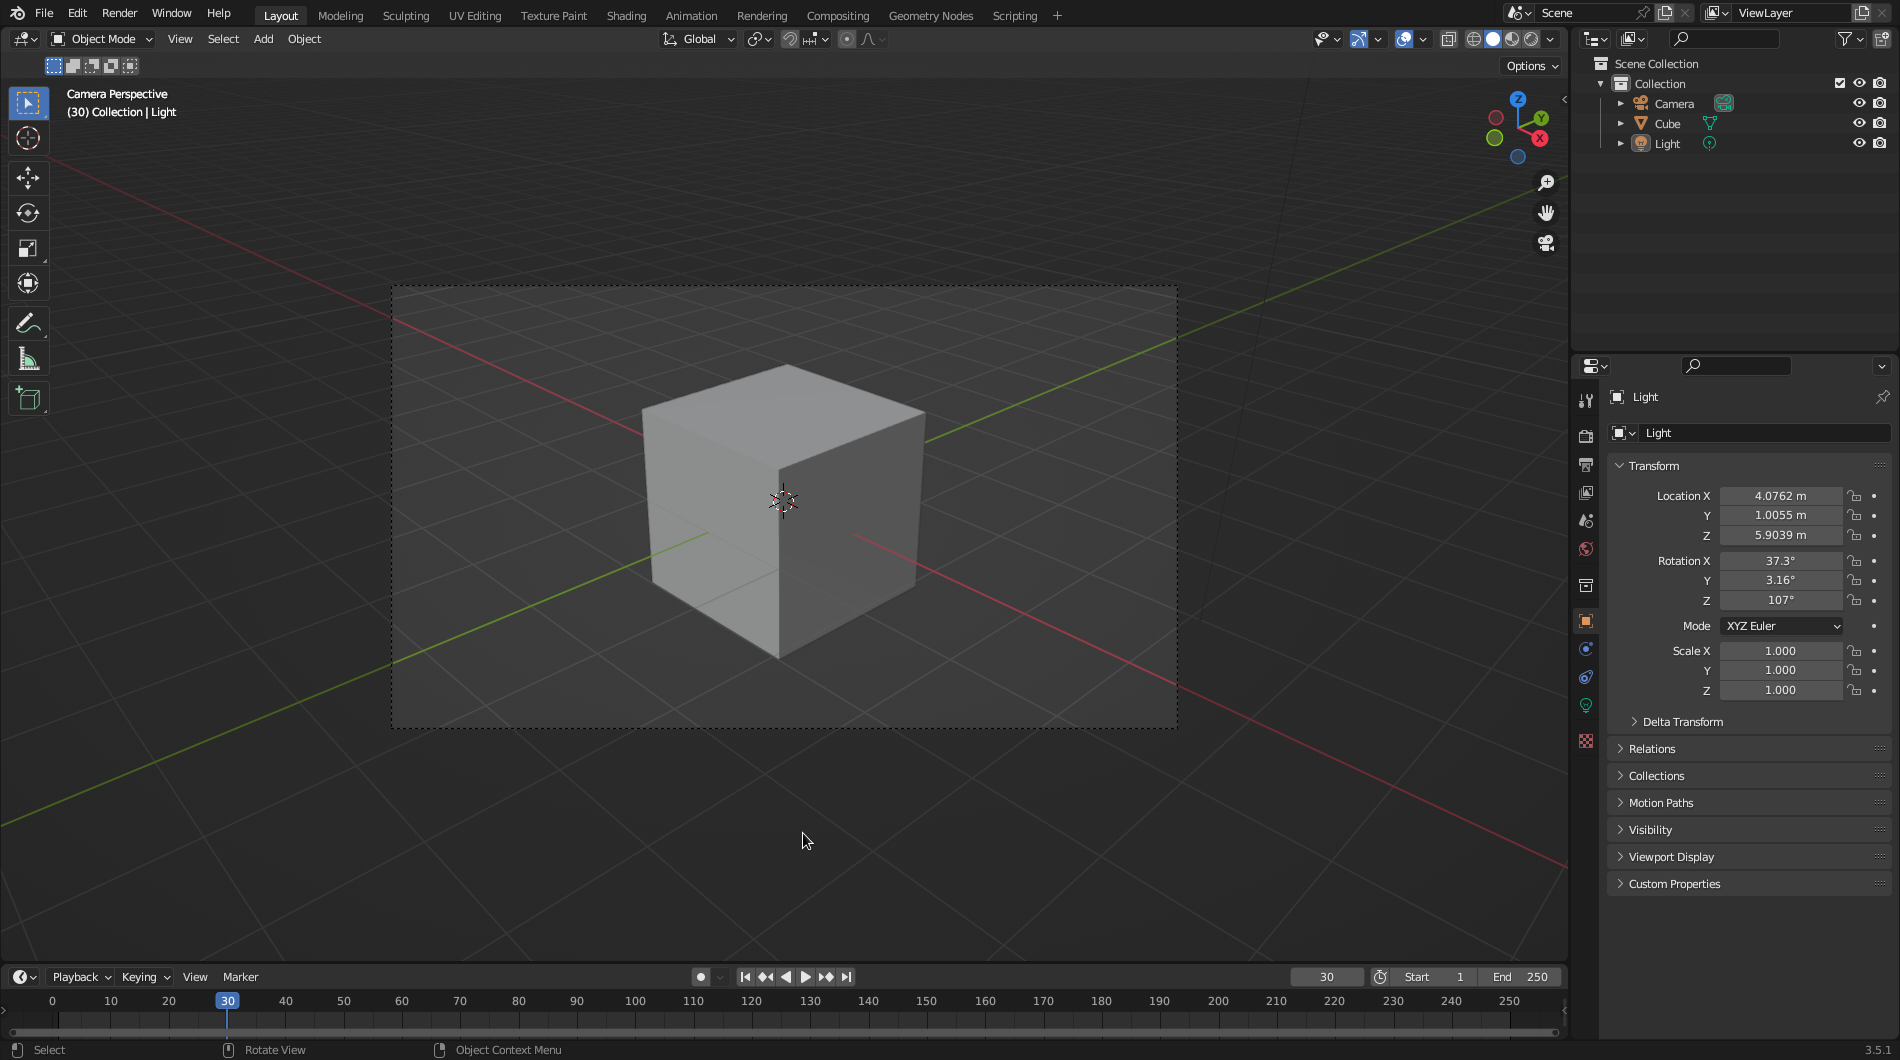 File Edit Render Window Help Layout Modeling Sculpting UV Editing Texture Paint Shading Animation Rendering Compositing Geometry Nodes Scripting + Scene ViewLayer
Object Mode View Select Add Object Global
Options
Camera Perspective
(30) Collection | Light
Z
Y
X
Scene Collection
Collection
Camera
Cube
Light
Light
Light
Transform
Location X 4.0762 m
Y 1.0055 m
Z 5.9039 m
Rotation X 37.3°
Y 3.16°
Z 107°
Mode XYZ Euler
Scale X 1.000
Y 1.000
Z 1.000
Delta Transform
Relations
Collections
Motion Paths
Visibility
Viewport Display
Custom Properties
Playback Keying View Marker 30 Start 1 End 250
0 10 20 30 40 50 60 70 80 90 100 110 120 130 140 150 160 170 180 190 200 210 220 230 240 250
Select Rotate View Object Context Menu 3.5.1